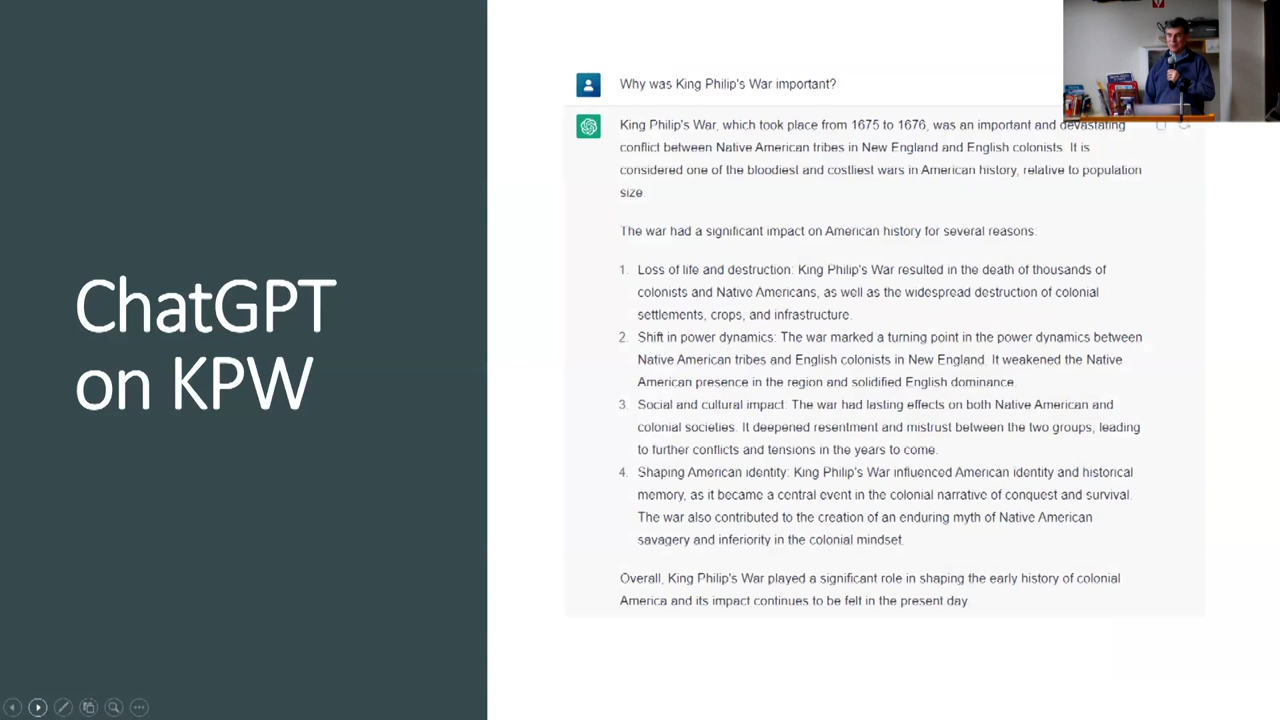 ChatGPT
on KPW
Why was King Philip's War important?
King Philip's War, which took place from 1675 to 1676, was an important and devastating
conflict between Native American tribes in New England and English colonists. It is
considered one of the bloodiest and costliest wars in American history, relative to population
size.
The war had a significant impact on American history for several reasons:
1. Loss of life and destruction: King Philip's War resulted in the death of thousands of
colonists and Native Americans, as well as the widespread destruction of colonial
settlements, crops, and infrastructure.
2. Shift in power dynamics: The war marked a turning point in the power dynamics between
Native American tribes and English colonists in New England. It weakened the Native
American presence in the region and solidified English dominance.
3. Social and cultural impact: The war had lasting effects on both Native American and
colonial societies. It deepened resentment and mistrust between the two groups, leading
to further conflicts and tensions in the years to come.
4. Shaping American identity: King Philip's War influenced American identity and historical
memory, as it became a central event in the colonial narrative of conquest and survival.
The war also contributed to the creation of an enduring myth of Native American
savagery and inferiority in the colonial mindset.
Overall, King Philip's War played a significant role in shaping the early history of colonial
America and its impact continues to be felt in the present day.